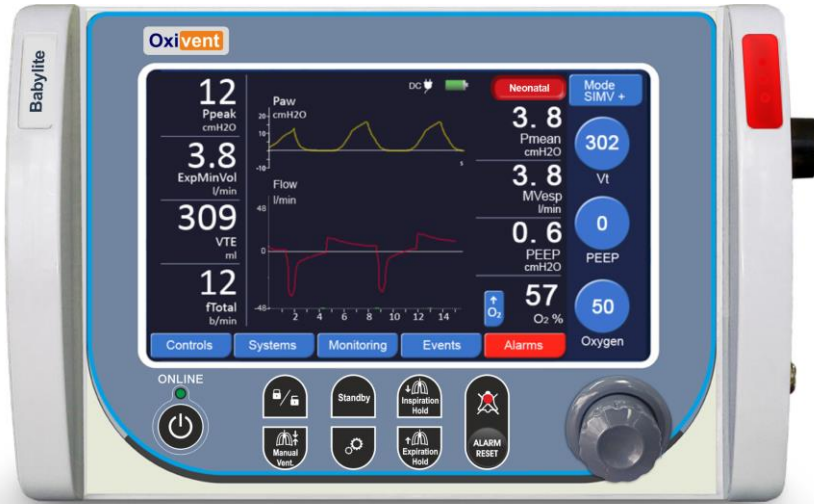 Babylite
Oxivent
12
Ppeak
cmH2O
3.8
ExpMinVol
l/min
309
VTE
ml
12
fTotal
b/min
Paw
cmH2O
20
10
-10
s
Flow
l/min
48
0
-48
2 4 6 8 10 12 14
DC
Neonatal
3. 8
Pmean
cmH2O
3. 8
MVesp
l/min
0. 6
PEEP
cmH2O
O2
57
O2 %
Mode
SIMV +
302
Vt
0
PEEP
50
Oxygen
Controls Systems Monitoring Events Alarms
ONLINE
Standby
Inspiration
Hold
Manual
Vent.
Expiration
Hold
ALARM
RESET